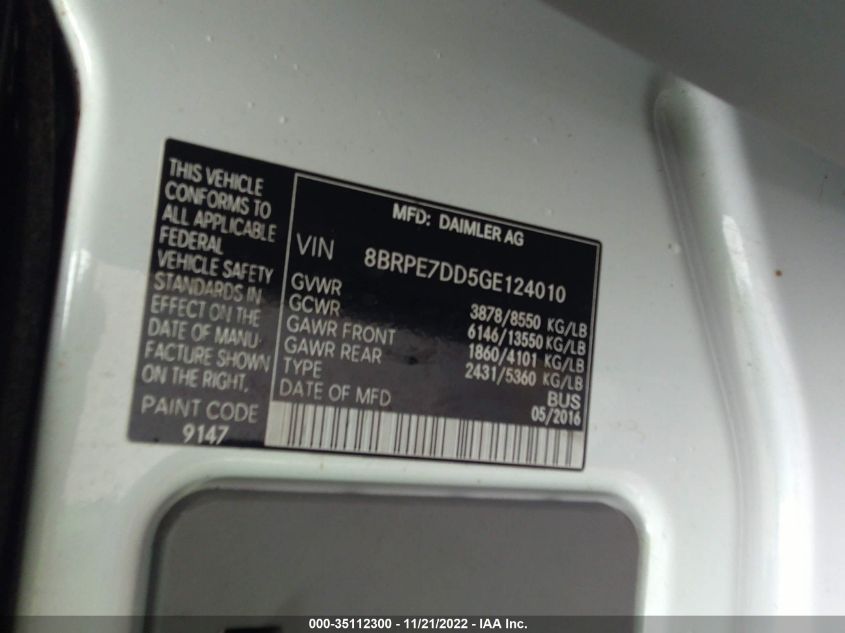 THIS VEHICLE
CONFORMS TO
ALL APPLICABLE
FEDERAL
VEHICLE SAFETY
STANDARDS IN
EFFECT ON THE
DATE OF MANU-
FACTURE SHOWN
ON THE RIGHT.
PAINT CODE
9147
MFD: DAIMLER AG
VIN 8BRPE7DD5GE124010
GVWR 3878/8550 KG/LB
GCWR 6146/13550 KG/LB
GAWR FRONT 1860/4101 KG/LB
GAWR REAR 2431/5360 KG/LB
TYPE BUS
DATE OF MFD 05/2016
000-35112300 - 11/21/2022 - IAA Inc.